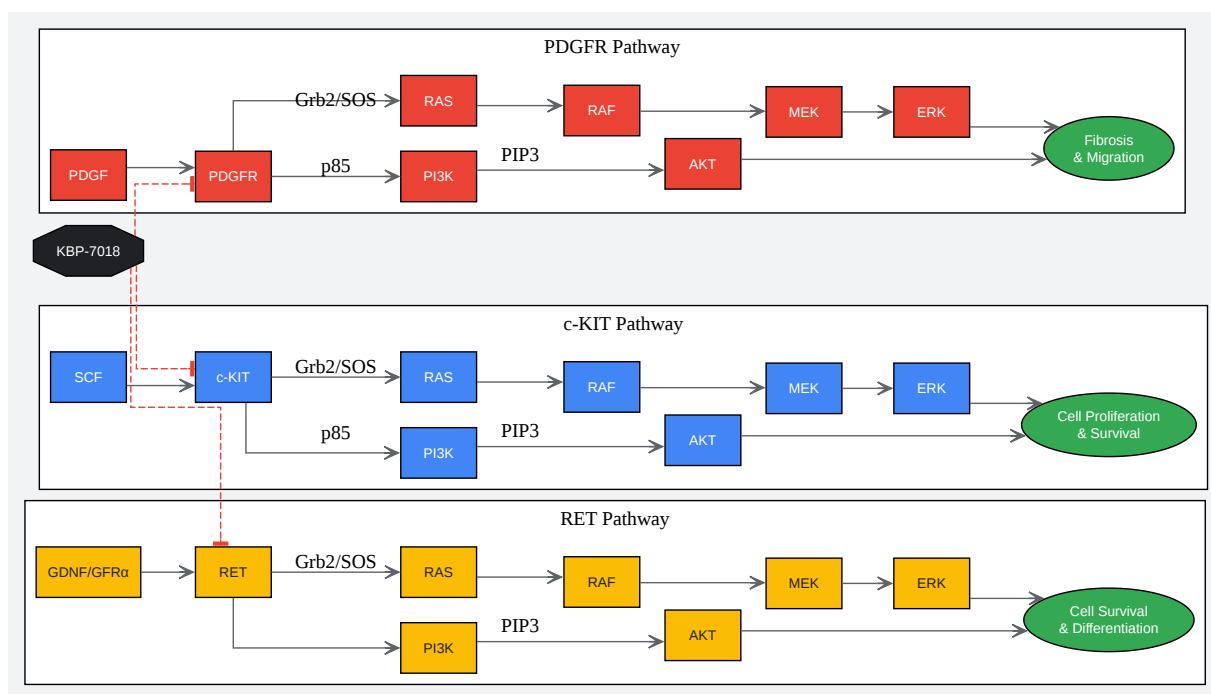 PDGFR Pathway
Grb2/SOS
RAS
RAF
MEK
ERK
Fibrosis
& Migration
PDGF
PDGFR
p85
PI3K
PIP3
AKT
KBP-7018
c-KIT Pathway
SCF
c-KIT
Grb2/SOS
RAS
RAF
MEK
ERK
Cell Proliferation
& Survival
p85
PI3K
PIP3
AKT
RET Pathway
GDNF/GFRα
RET
Grb2/SOS
RAS
RAF
MEK
ERK
Cell Survival
& Differentiation
PI3K
PIP3
AKT